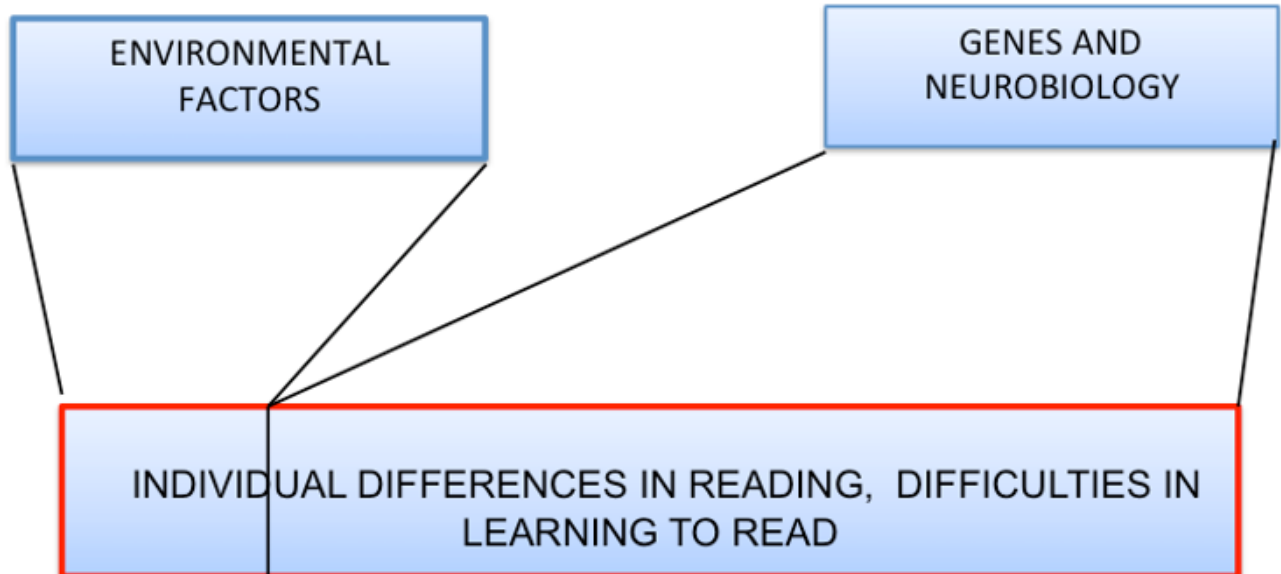 ENVIRONMENTAL
FACTORS
GENES AND
NEUROBIOLOGY
INDIVIDUAL DIFFERENCES IN READING,  DIFFICULTIES IN
LEARNING TO READ